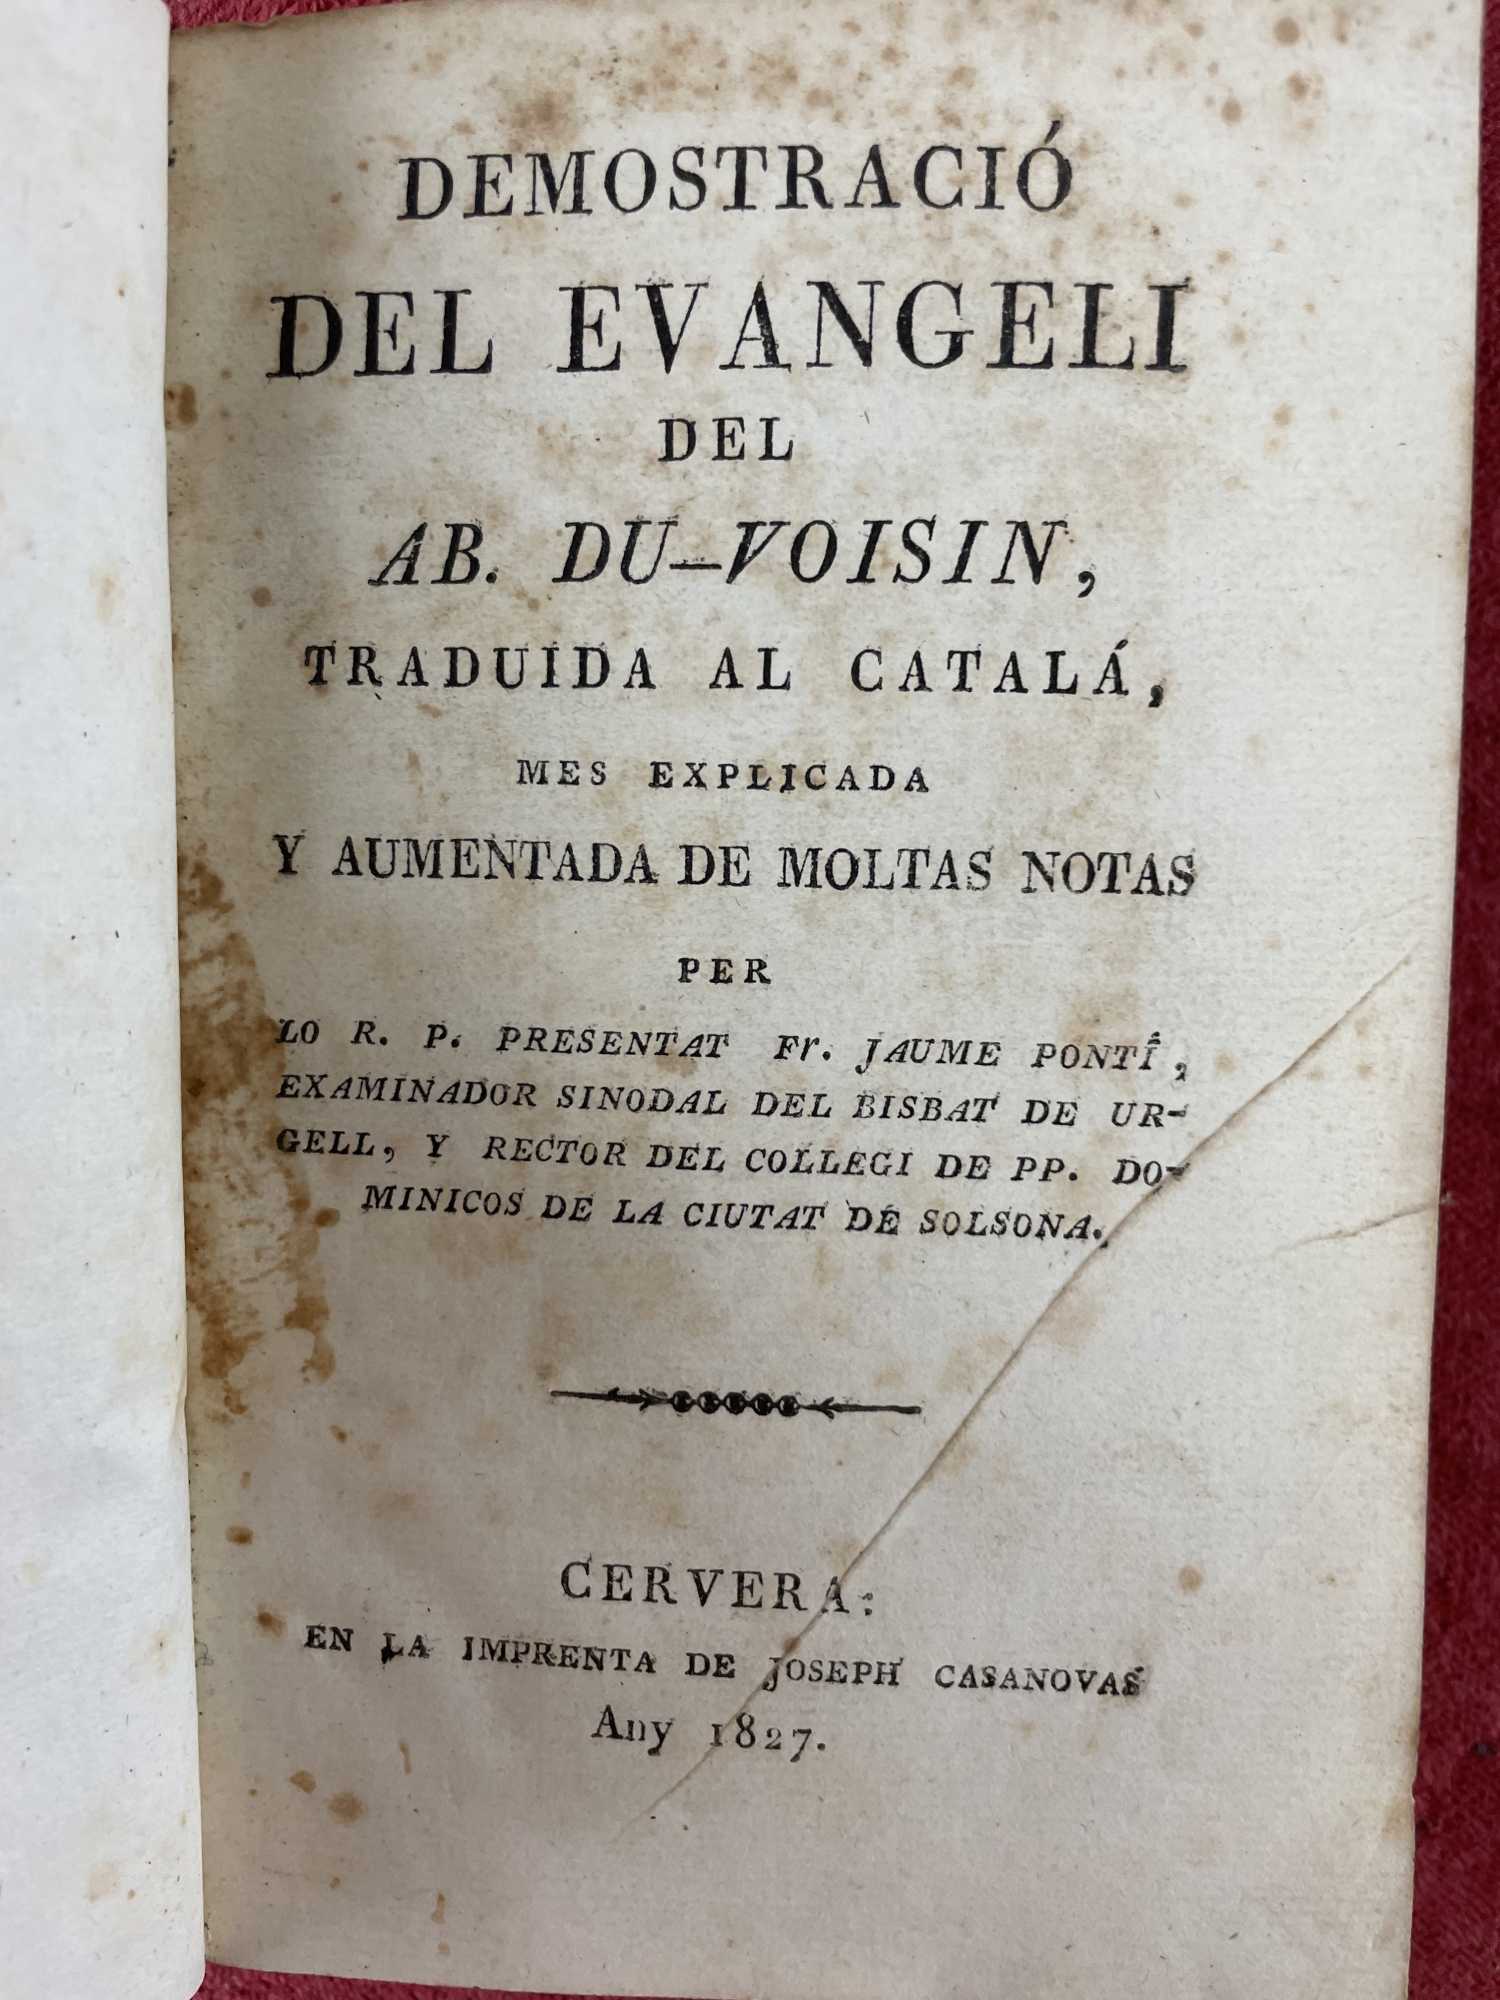 DEMOSTRACIÓ
DEL EVANGELI
DEL
AB. DU-VOISIN,
TRADUIDA AL CATALÁ,
MES EXPLICADA
Y AUMENTADA DE MOLTAS NOTAS
PER
LO R. P. PRESENTAT Fr. JAUME PONTÎ,
EXAMINADOR SINODAL DEL BISBAT DE UR-
GELL, Y RECTOR DEL COLLEGI DE PP. DO-
MINICOS DE LA CIUTAT DE SOLSONA.
CERVERA:
EN LA IMPRENTA DE JOSEPH CASANOVAS
Any 1827.